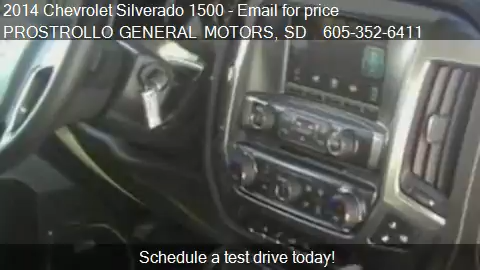 2014 Chevrolet Silverado 1500 - Email for price
PROSTROLLO GENERAL MOTORS, SD 605-352-6411
Schedule a test drive today!